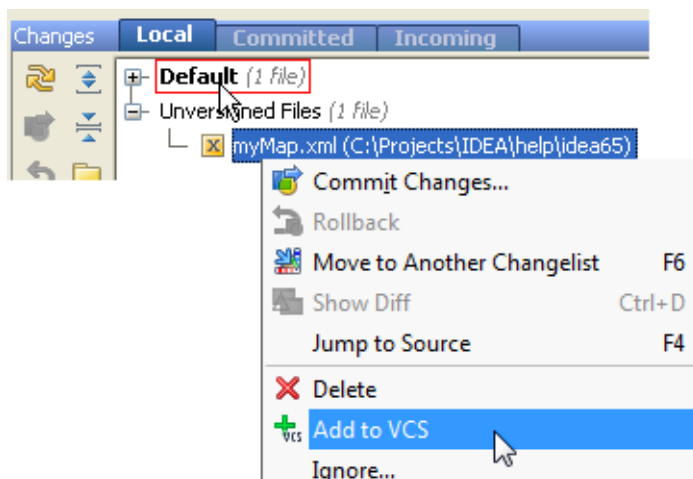 Changes Local Committed Incoming
Default (1 file)
Unversioned Files (1 file)
myMap.xml (C:\Projects\IDEA\help\idea65)
Commit Changes...
Rollback
Move to Another Changelist F6
Show Diff Ctrl+D
Jump to Source F4
Delete
VCS Add to VCS
Ignore...